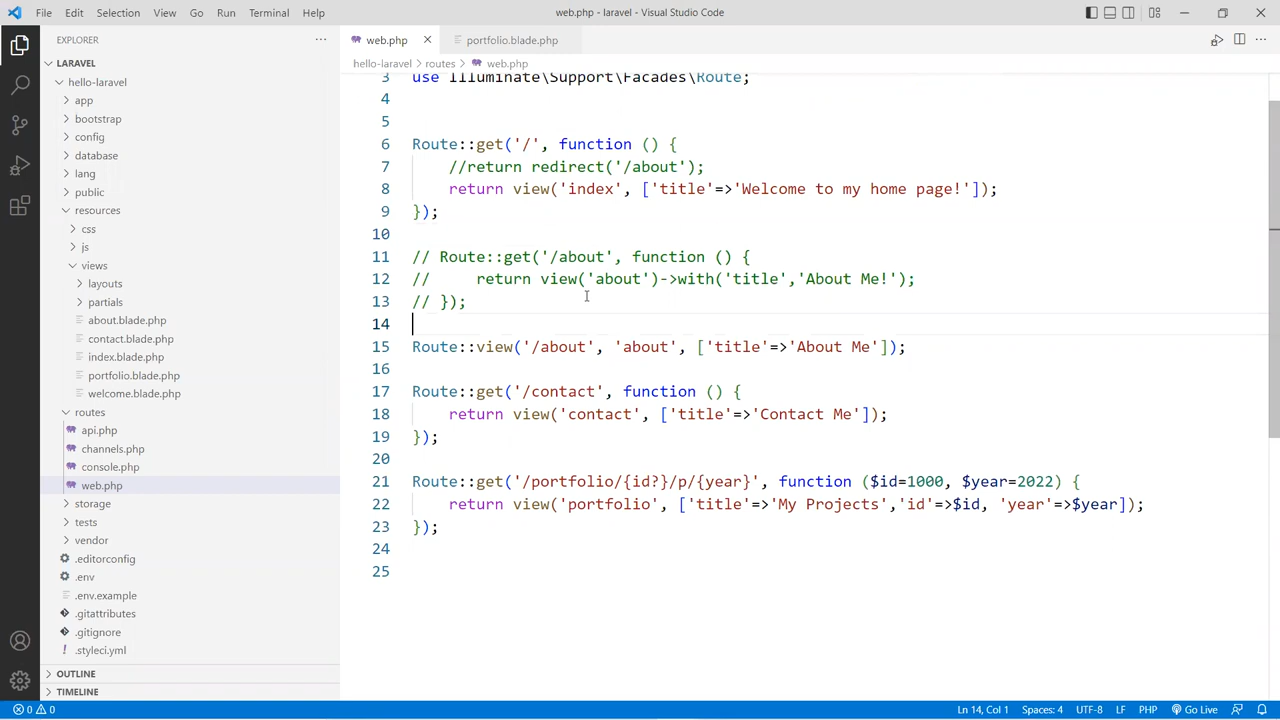 File Edit Selection View Go Run Terminal Help
web.php - laravel - Visual Studio Code
EXPLORER
LARAVEL
hello-laravel
app
bootstrap
config
database
lang
public
resources
css
js
views
layouts
partials
about.blade.php
contact.blade.php
index.blade.php
portfolio.blade.php
welcome.blade.php
routes
api.php
channels.php
console.php
web.php
storage
tests
vendor
.editorconfig
.env
.env.example
.gitattributes
.gitignore
.styleci.yml
OUTLINE
TIMELINE
web.php portfolio.blade.php
hello-laravel > routes > web.php
3 use Illuminate\Support\Facades\Route;
4
5
6 Route::get('/', function () {
7 //return redirect('/about');
8 return view('index', ['title'=>'Welcome to my home page!']);
9 });
10
11 // Route::get('/about', function () {
12 //     return view('about')->with('title','About Me!');
13 // });
14
15 Route::view('/about', 'about', ['title'=>'About Me']);
16
17 Route::get('/contact', function () {
18 return view('contact', ['title'=>'Contact Me']);
19 });
20
21 Route::get('/portfolio/{id?}/p/{year}', function ($id=1000, $year=2022) {
22 return view('portfolio', ['title'=>'My Projects','id'=>$id, 'year'=>$year]);
23 });
24
25
0 0 Ln 14, Col 1 Spaces: 4 UTF-8 LF PHP Go Live